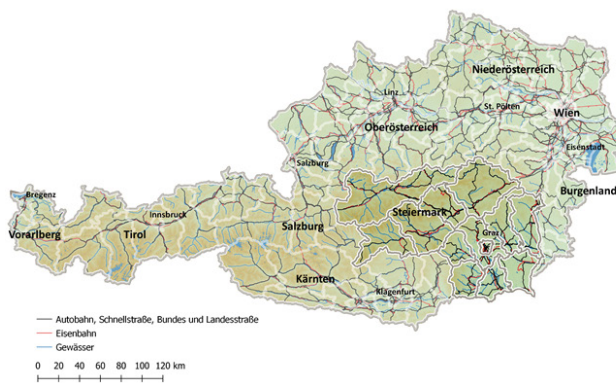 Niederösterreich
Linz
St. Pölten
Wien
Oberösterreich
Eisenstadt
Salzburg
Burgenland
Bregenz
Steiermark
Innsbruck
Salzburg
Graz
Vorarlberg
Tirol
Kärnten
Klagenfurt
Autobahn, Schnellstraße, Bundes und Landesstraße
Eisenbahn
Gewässer
0 20 40 60 80 100 120 km